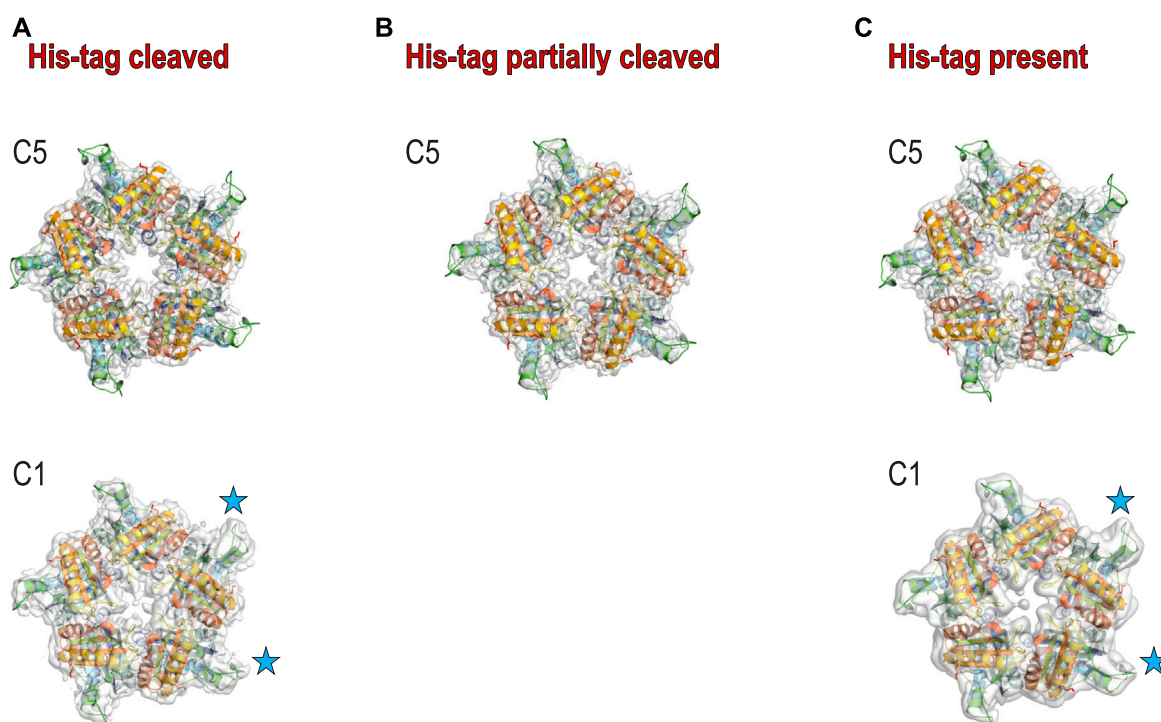 A
His-tag cleaved
B
His-tag partially cleaved
C
His-tag present
C5
C5
C5
C1
C1